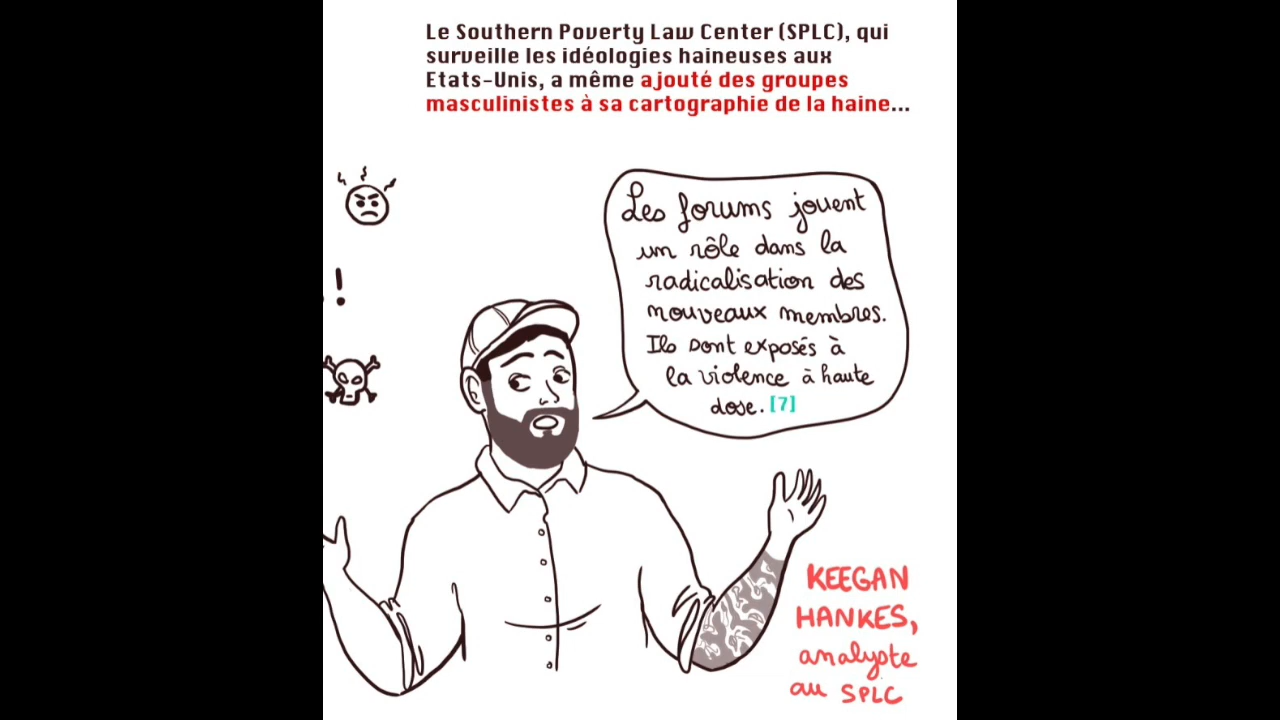 Le Southern Poverty Law Center (SPLC), qui
surveille les idéologies haineuses aux
Etats-Unis, a même ajouté des groupes
masculinistes à sa cartographie de la haine...
!
Les forums jouent
un rôle dans la
radicalisation des
nouveaux membres.
Ils sont exposés à
la violence à haute
dose. [7]
KEEGAN
HANKES,
analyste
au SPLC